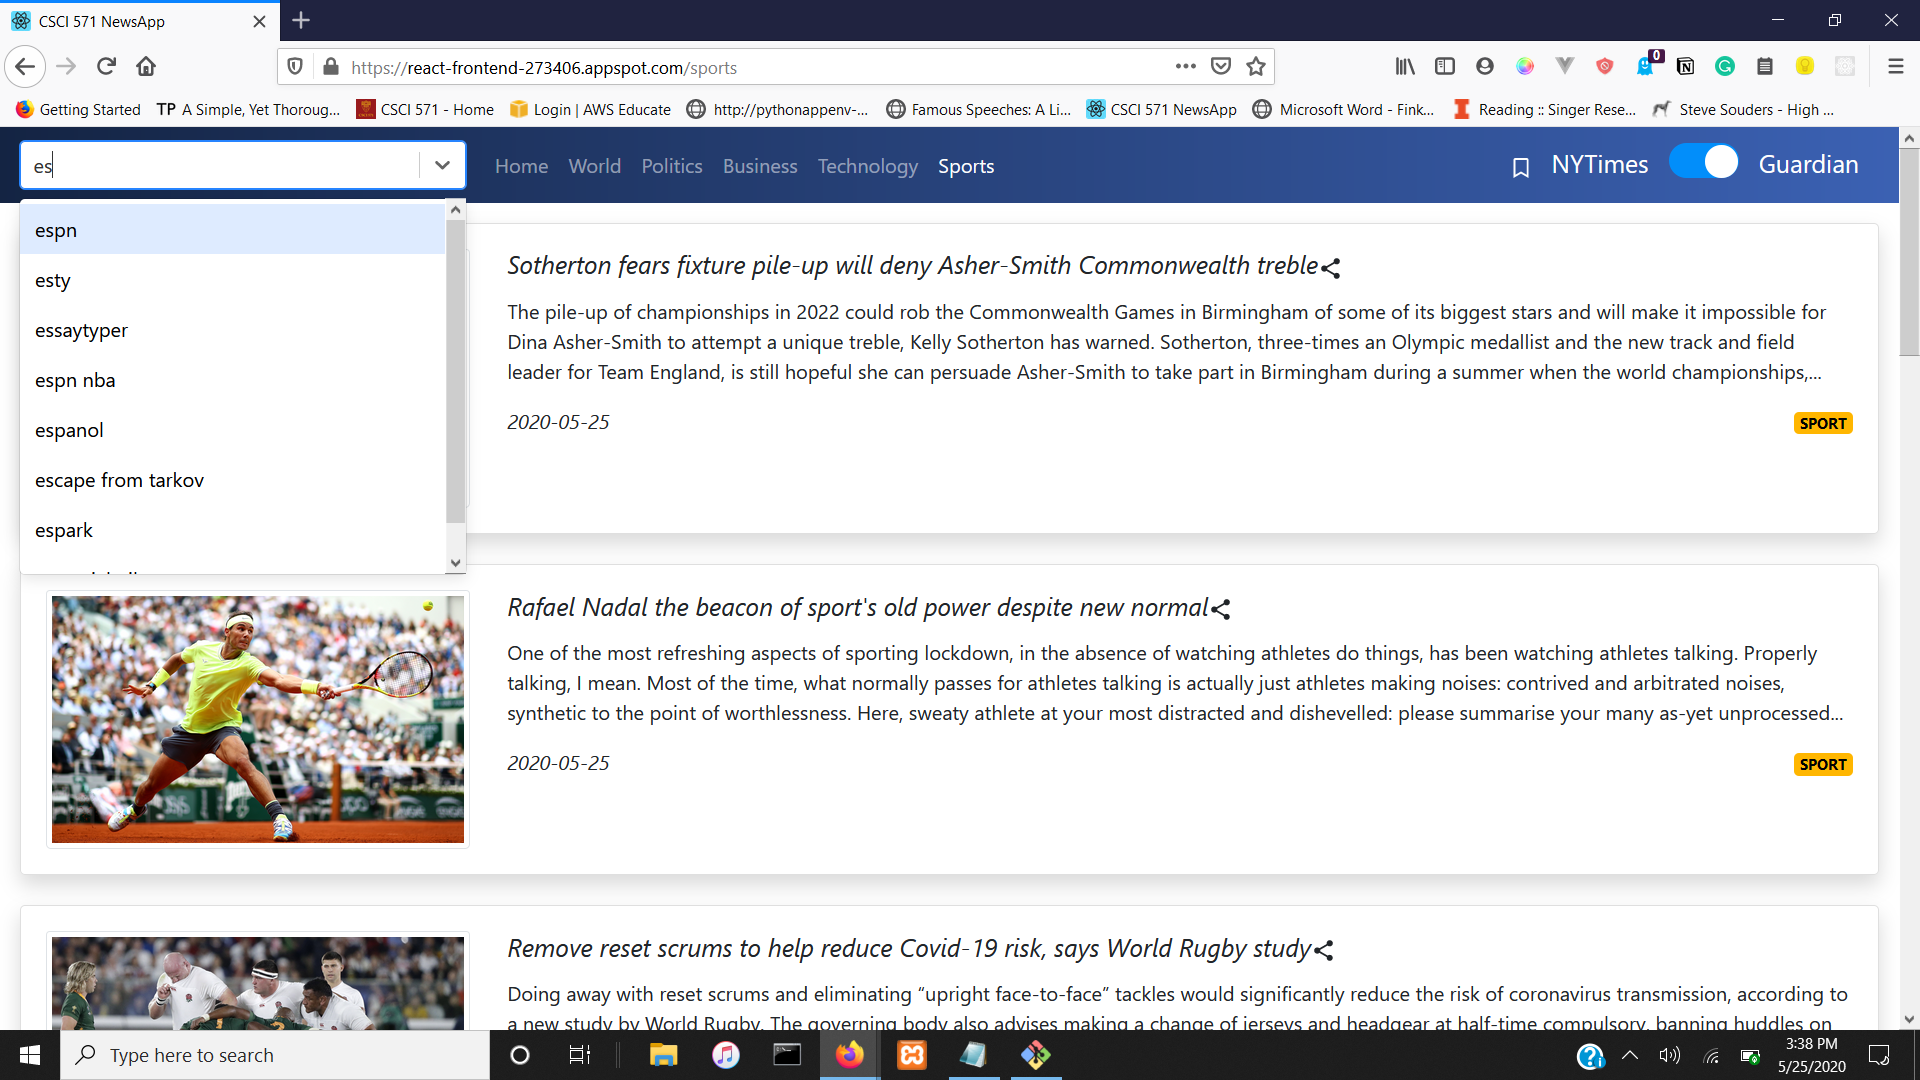 CSCI 571 NewsApp
https://react-frontend-273406.appspot.com/sports
0
Getting Started
TP A Simple, Yet Thoroug...
CSCI 571 - Home
Login | AWS Educate
http://pythonappenv-...
Famous Speeches: A Li...
CSCI 571 NewsApp
Microsoft Word - Fink...
Reading :: Singer Rese...
Steve Souders - High ...
es
Home World Politics Business Technology Sports
NYTimes Guardian
espn
esty
essaytyper
espn nba
espanol
escape from tarkov
espark
Sotherton fears fixture pile-up will deny Asher-Smith Commonwealth treble
The pile-up of championships in 2022 could rob the Commonwealth Games in Birmingham of some of its biggest stars and will make it impossible for
Dina Asher-Smith to attempt a unique treble, Kelly Sotherton has warned. Sotherton, three-times an Olympic medallist and the new track and field
leader for Team England, is still hopeful she can persuade Asher-Smith to take part in Birmingham during a summer when the world championships,...
2020-05-25
SPORT
Rafael Nadal the beacon of sport's old power despite new normal
One of the most refreshing aspects of sporting lockdown, in the absence of watching athletes do things, has been watching athletes talking. Properly
talking, I mean. Most of the time, what normally passes for athletes talking is actually just athletes making noises: contrived and arbitrated noises,
synthetic to the point of worthlessness. Here, sweaty athlete at your most distracted and dishevelled: please summarise your many as-yet unprocessed...
2020-05-25
SPORT
Remove reset scrums to help reduce Covid-19 risk, says World Rugby study
Doing away with reset scrums and eliminating “upright face-to-face” tackles would significantly reduce the risk of coronavirus transmission, according to
a new study by World Rugby. The governing body also advises making a change of jerseys and headgear at half-time compulsory, banning huddles on
Type here to search
3:38 PM
5/25/2020